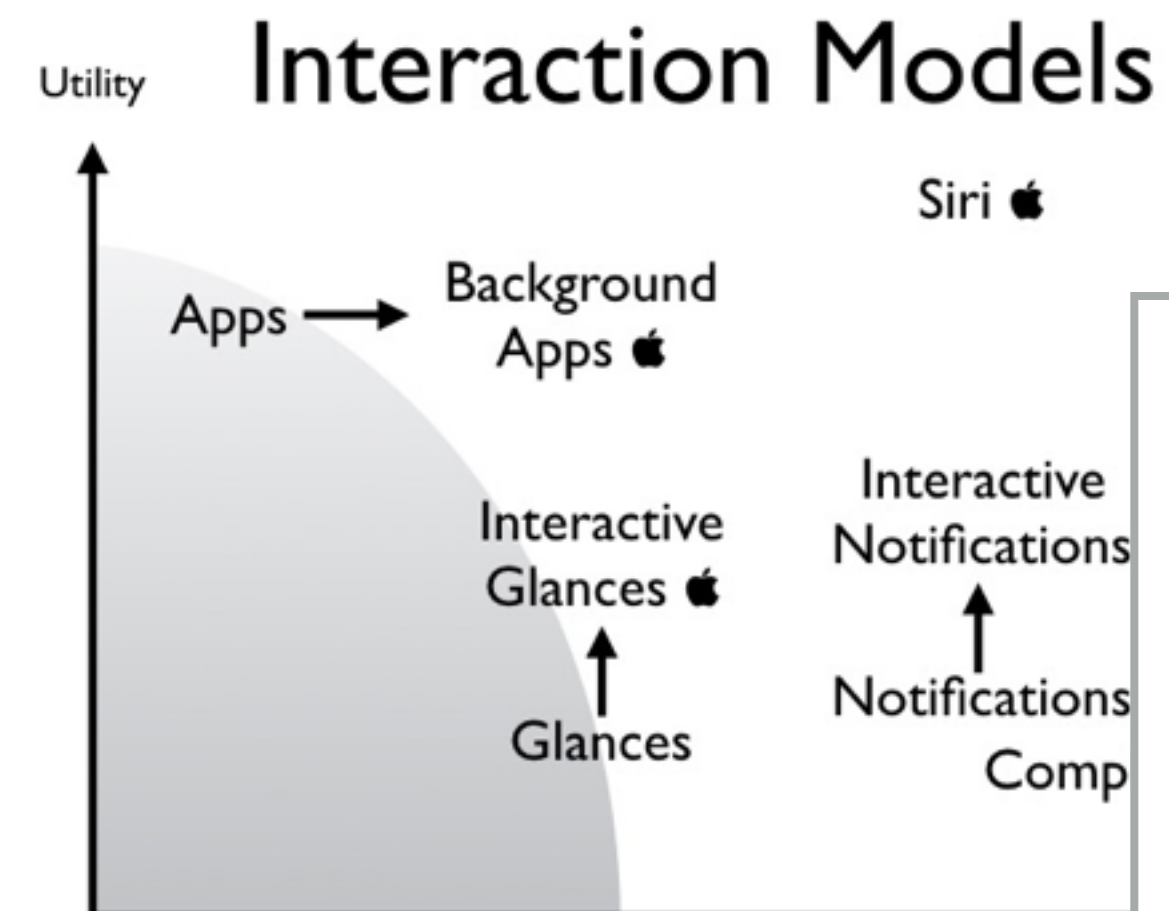 Interaction Models
Utility
Siri
Background
Apps
Apps
Interactive
Glances
Interactive
Notifications
Glances
Notifications
Comp